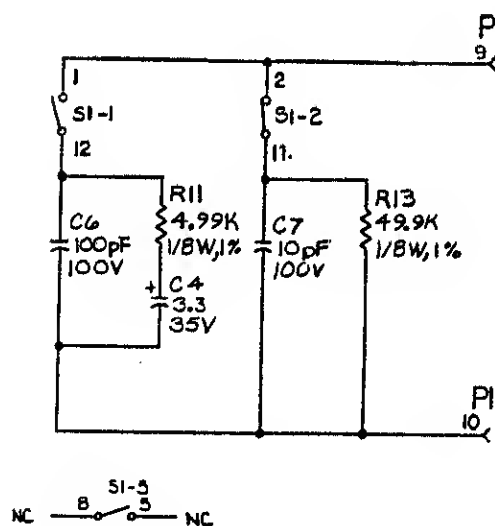 P
9
1
2
S1-1
S1-2
12
11.
R11
4.99K
1/8W,1%
R13
49.9K
1/8W,1%
C6
100pF
100V
C7
10pF
100V
+ C4
3.3
35V
P1
10
S1-5
NC 8 5 NC